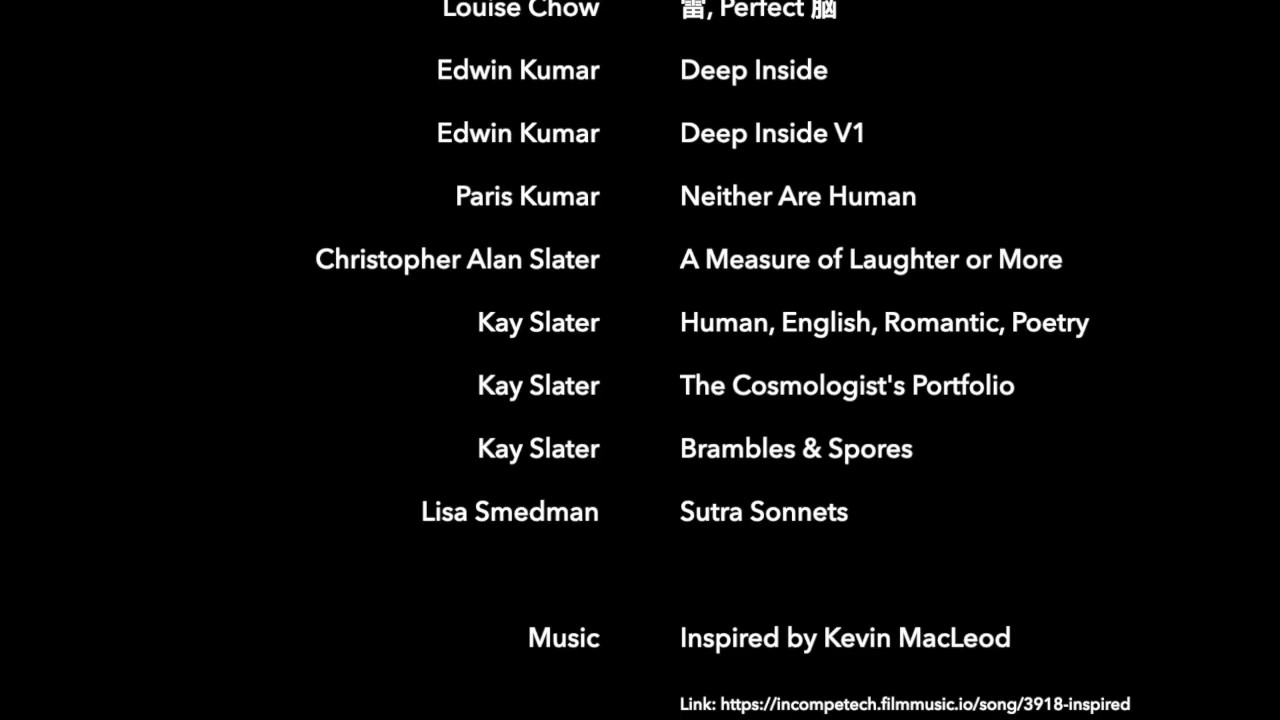 Louise Chow 雷, Perfect 脑
Edwin Kumar Deep Inside
Edwin Kumar Deep Inside V1
Paris Kumar Neither Are Human
Christopher Alan Slater A Measure of Laughter or More
Kay Slater Human, English, Romantic, Poetry
Kay Slater The Cosmologist's Portfolio
Kay Slater Brambles & Spores
Lisa Smedman Sutra Sonnets
Music Inspired by Kevin MacLeod
Link: https://incompetech.filmmusic.io/song/3918-inspired